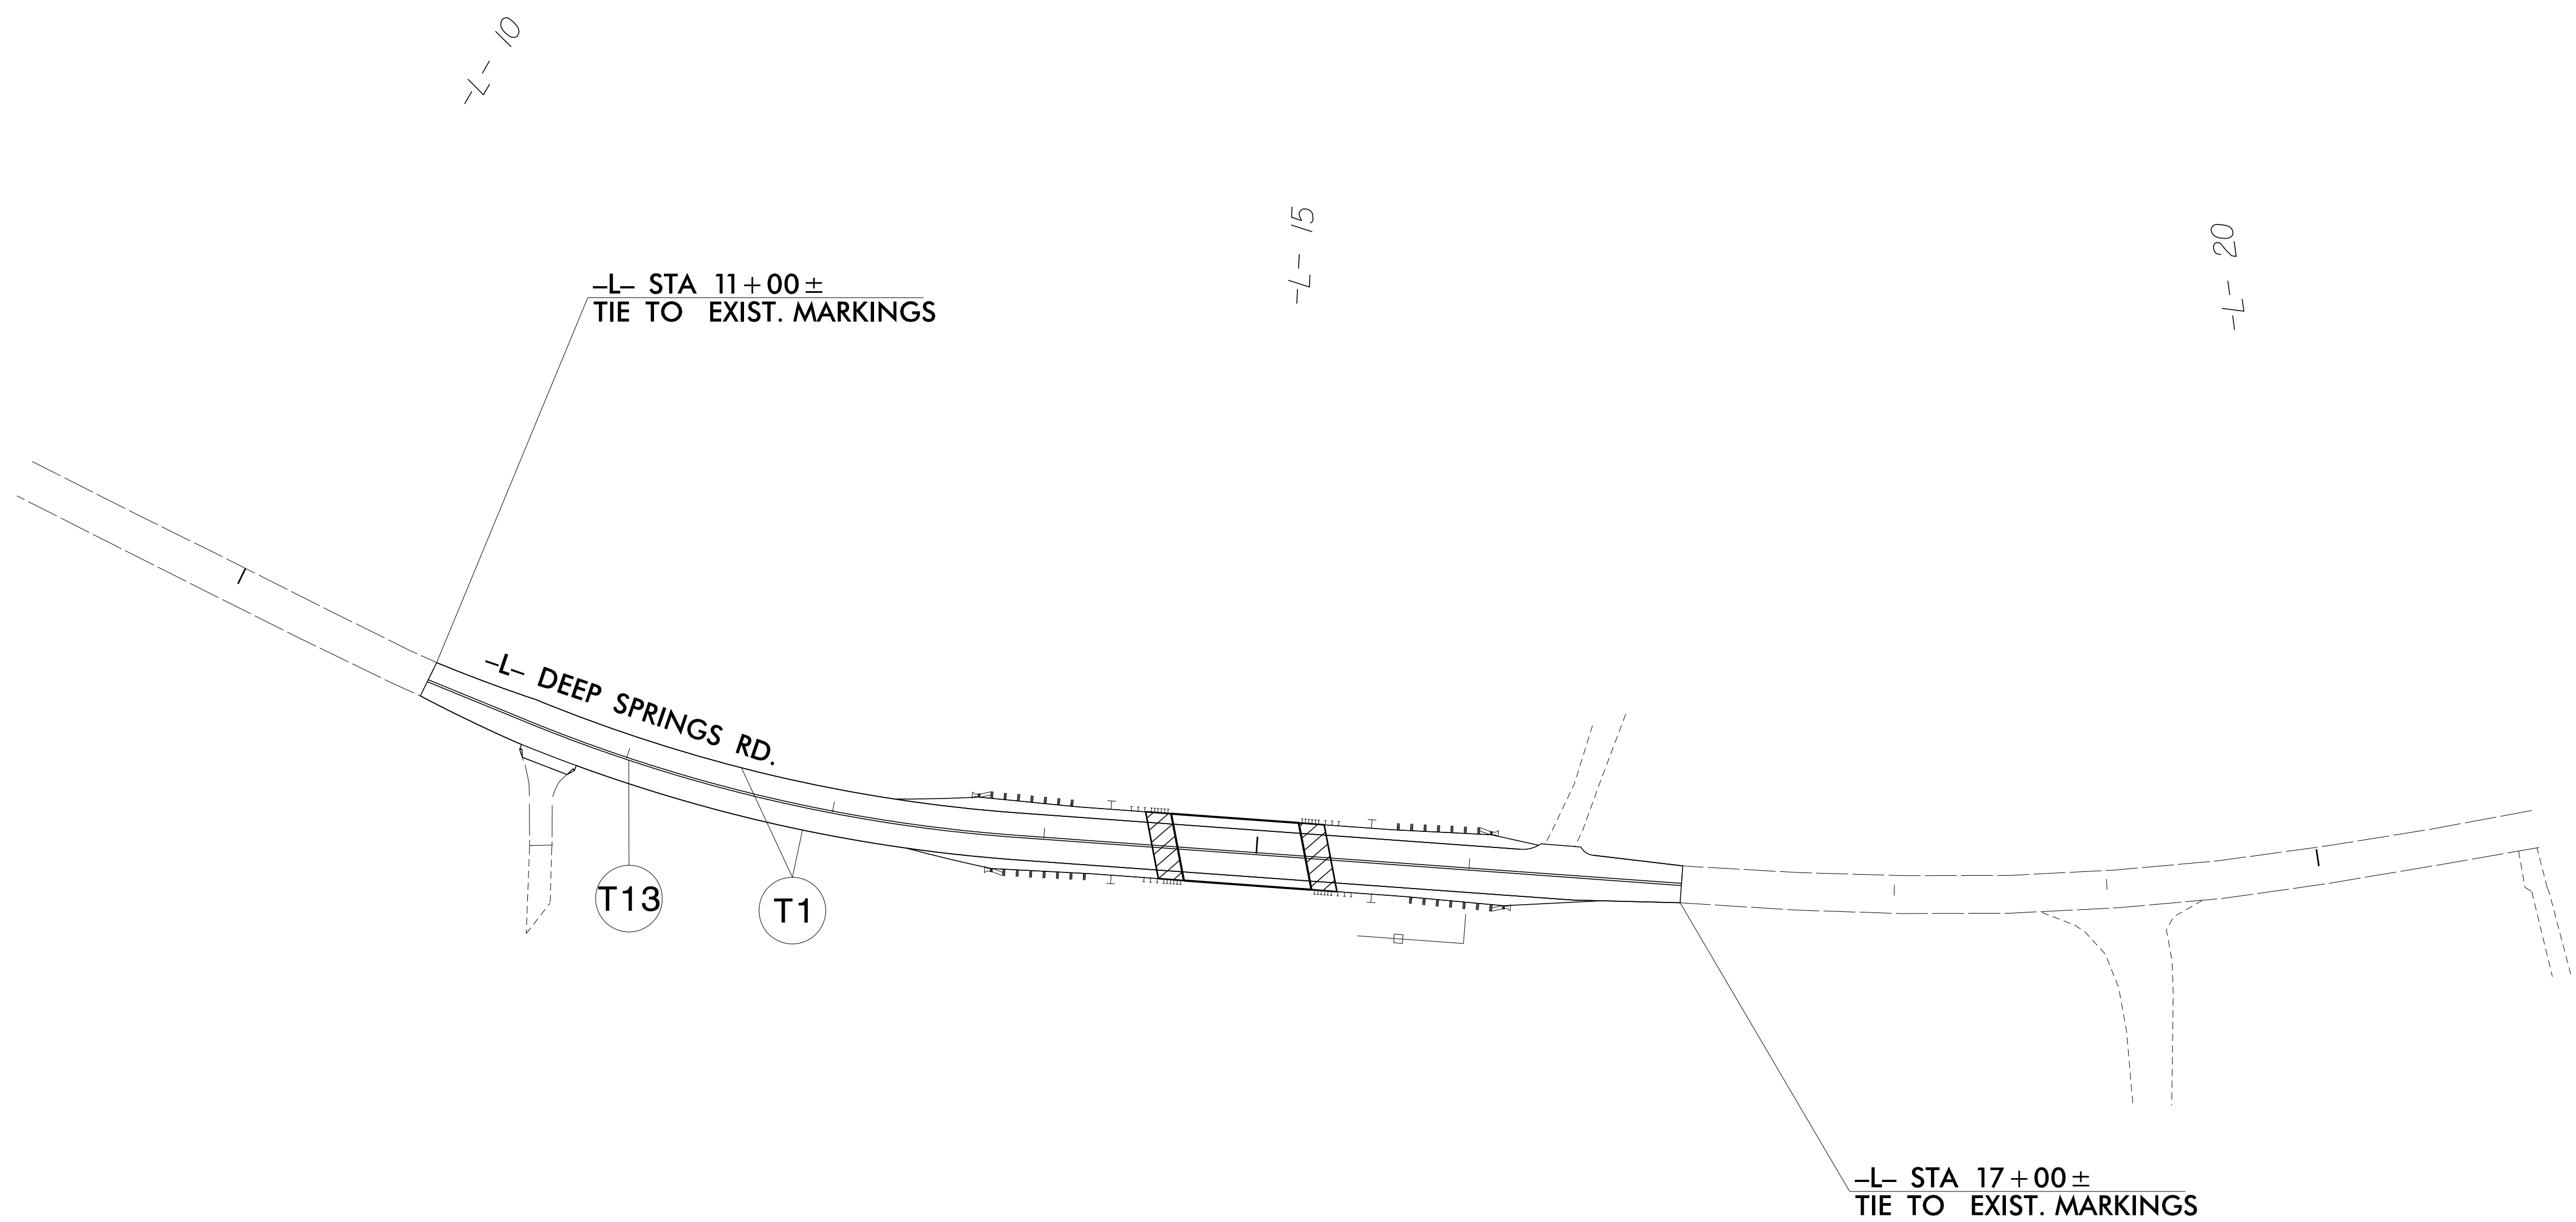 -L- 10
-L- 15
-L- 20
-L- STA 11+00±
TIE TO EXIST. MARKINGS
-L- DEEP SPRINGS RD.
T13
T1
-L- STA 17+00±
TIE TO EXIST. MARKINGS